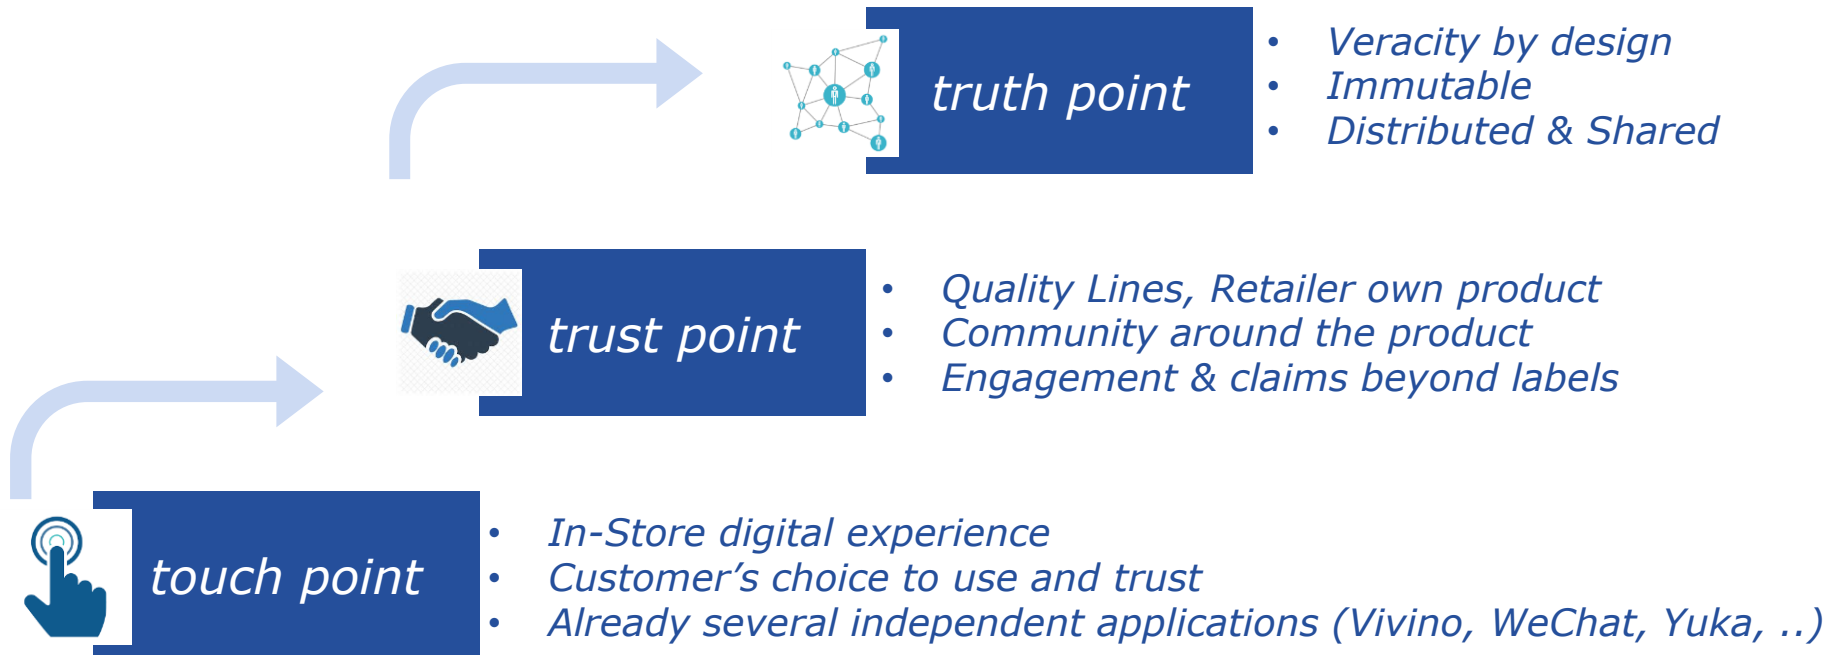 truth point
• Veracity by design
• Immutable
• Distributed & Shared
trust point
• Quality Lines, Retailer own product
• Community around the product
• Engagement & claims beyond labels
touch point
• In-Store digital experience
• Customer’s choice to use and trust
• Already several independent applications (Vivino, WeChat, Yuka, ..)